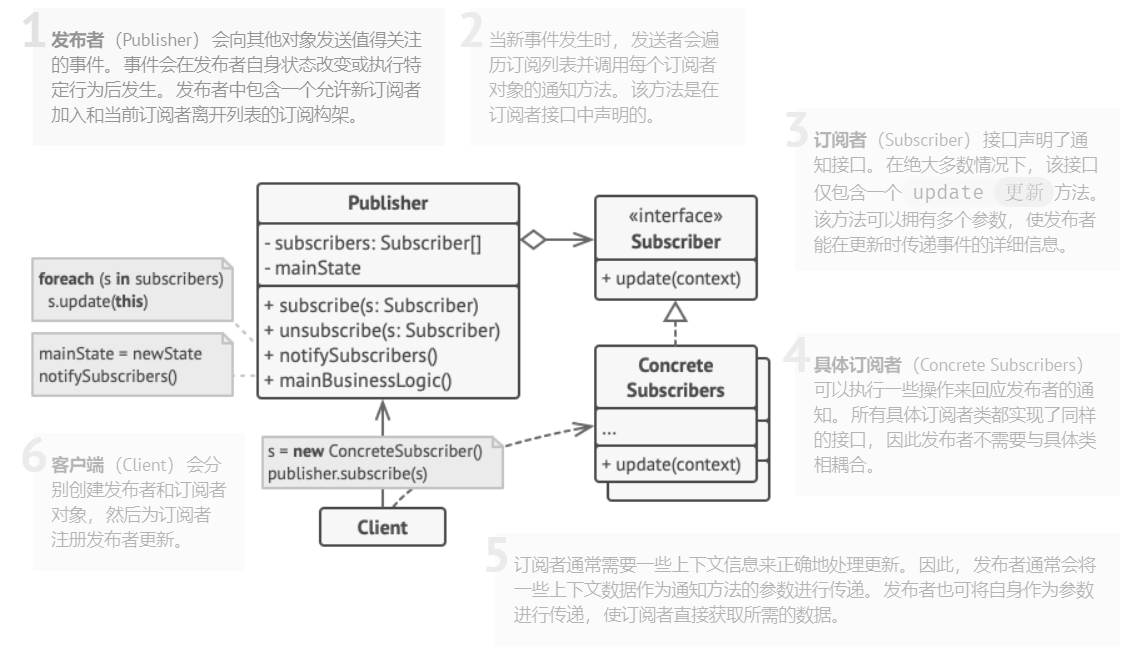 1
发布者（Publisher）会向其他对象发送值得关注
的事件。事件会在发布者自身状态改变或执行特
定行为后发生。发布者中包含一个允许新订阅者
加入和当前订阅者离开列表的订阅构架。
2
当新事件发生时，发送者会遍
历订阅列表并调用每个订阅者
对象的通知方法。该方法是在
订阅者接口中声明的。
3
订阅者（Subscriber）接口声明了通
知接口。在绝大多数情况下，该接口
仅包含一个 update 更新 方法。
该方法可以拥有多个参数，使发布者
能在更新时传递事件的详细信息。
Publisher
- subscribers: Subscriber[]
- mainState
+ subscribe(s: Subscriber)
+ unsubscribe(s: Subscriber)
+ notifySubscribers()
+ mainBusinessLogic()
«interface»
Subscriber
+ update(context)
foreach (s in subscribers)
s.update(this)
mainState = newState
notifySubscribers()
Concrete
Subscribers
...
+ update(context)
4
具体订阅者（Concrete Subscribers）
可以执行一些操作来回应发布者的通
知。所有具体订阅者类都实现了同样
的接口，因此发布者不需要与具体类
相耦合。
6
客户端（Client）会分
别创建发布者和订阅者
对象，然后为订阅者
注册发布者更新。
s = new ConcreteSubscriber()
publisher.subscribe(s)
Client
5
订阅者通常需要一些上下文信息来正确地处理更新。因此，发布者通常会将
一些上下文数据作为通知方法的参数进行传递。发布者也可将自身作为参数
进行传递，使订阅者直接获取所需的数据。